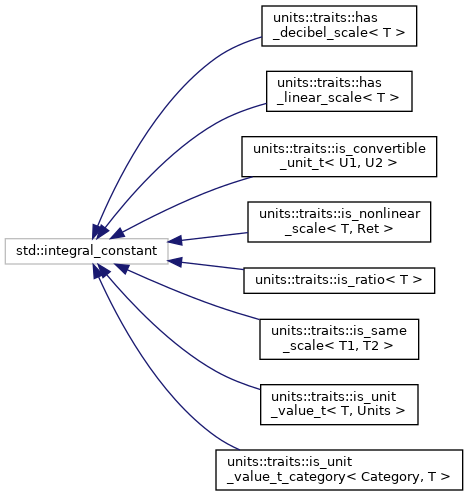 units::traits::has
_decibel_scale< T >
units::traits::has
_linear_scale< T >
units::traits::is_convertible
_unit_t< U1, U2 >
units::traits::is_nonlinear
_scale< T, Ret >
std::integral_constant
units::traits::is_ratio< T >
units::traits::is_same
_scale< T1, T2 >
units::traits::is_unit
_value_t< T, Units >
units::traits::is_unit
_value_t_category< Category, T >